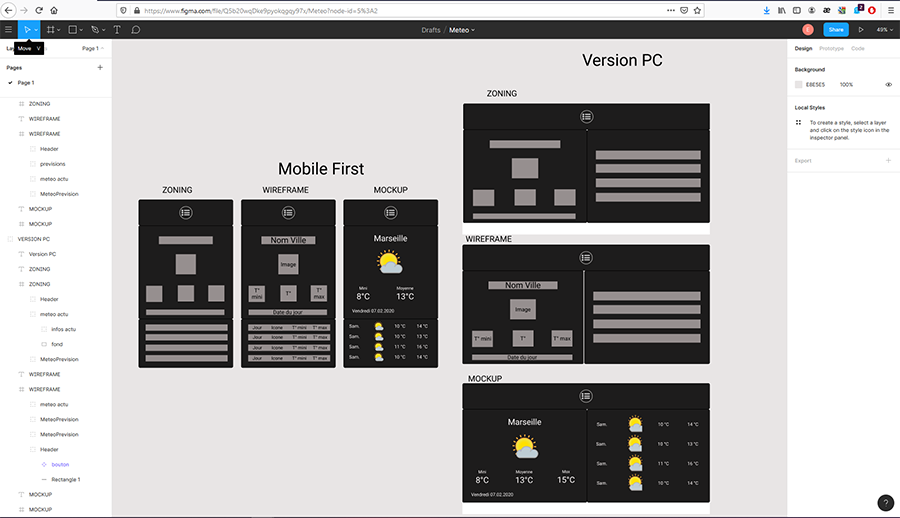 https://www.figma.com/file/Q5b20wqDke9pyokqgqy97x/Meteo?node-id=5%3A2
Drafts / Meteo
E
Share
49%
Move V
Page 1
Design
Prototype
Code
Pages
Page 1
ZONING
WIREFRAME
WIREFRAME
Header
previsions
meteo actu
MeteoPrevision
MOCKUP
MOCKUP
VERSION PC
Version PC
ZONING
ZONING
Header
meteo actu
infos actu
fond
MeteoPrevision
WIREFRAME
WIREFRAME
meteo actu
MeteoPrevision
MeteoPrevision
Header
bouton
Rectangle 1
MOCKUP
MOCKUP
Mobile First
ZONING
WIREFRAME
MOCKUP
Nom Ville
Image
T° mini
T°
T° max
Date du jour
Jour Icone T° mini T° max
Jour Icone T° mini T° max
Jour Icone T° mini T° max
Jour Icone T° mini T° max
Marseille
Mini
Moyenne
8°C
13°C
Vendredi 07.02.2020
Sam. 10 °C 14 °C
Sam. 10 °C 13 °C
Sam. 11 °C 16 °C
Sam. 10 °C 14 °C
Version PC
ZONING
WIREFRAME
Nom Ville
Image
T° mini
T°
T° max
Date du jour
MOCKUP
Marseille
Mini
Moyenne
Max
8°C
13°C
15°C
Vendredi 07.02.2020
Sam. 10 °C 14 °C
Sam. 10 °C 13 °C
Sam. 11 °C 16 °C
Sam. 10 °C 14 °C
Background
E8E5E5
100%
Local Styles
To create a style, select a layer
and click on the style icon in the
inspector panel.
Export
?